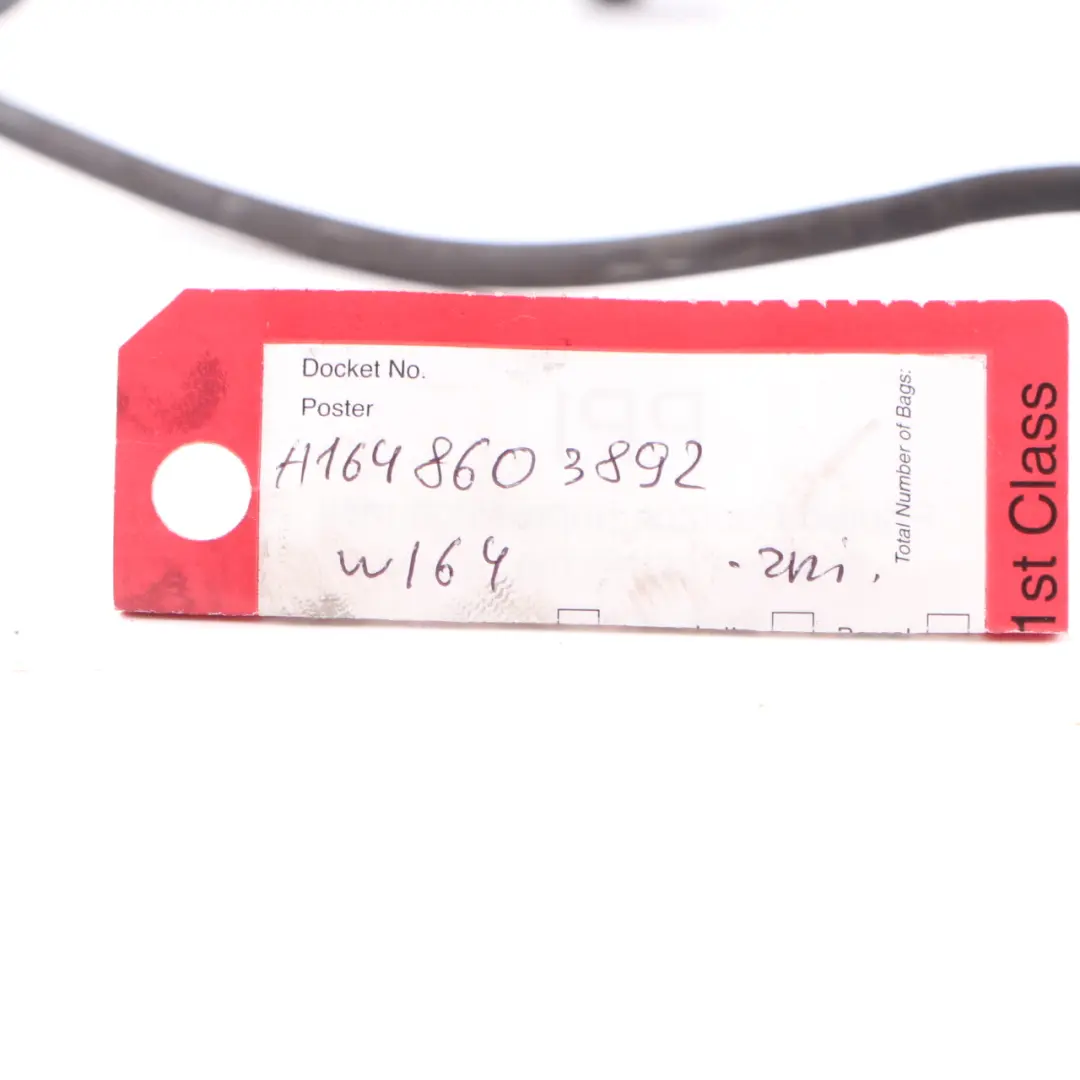 Docket No.
Poster
A164 860 3892
W164
Total Number of Bags:
1st Class